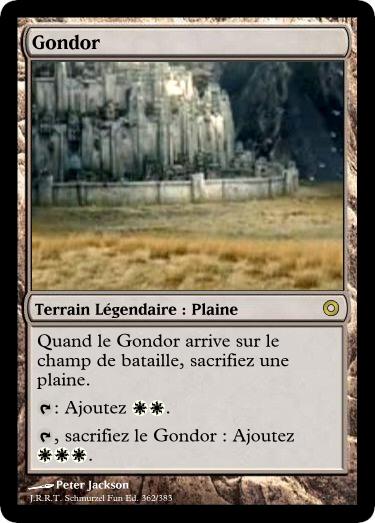 Gondor
Terrain Légendaire : Plaine
Quand le Gondor arrive sur le
champ de bataille, sacrifiez une
plaine.
: Ajoutez .
, sacrifiez le Gondor : Ajoutez
.
Peter Jackson
J.R.R.T. Schmurzel Fun Ed. 362/383